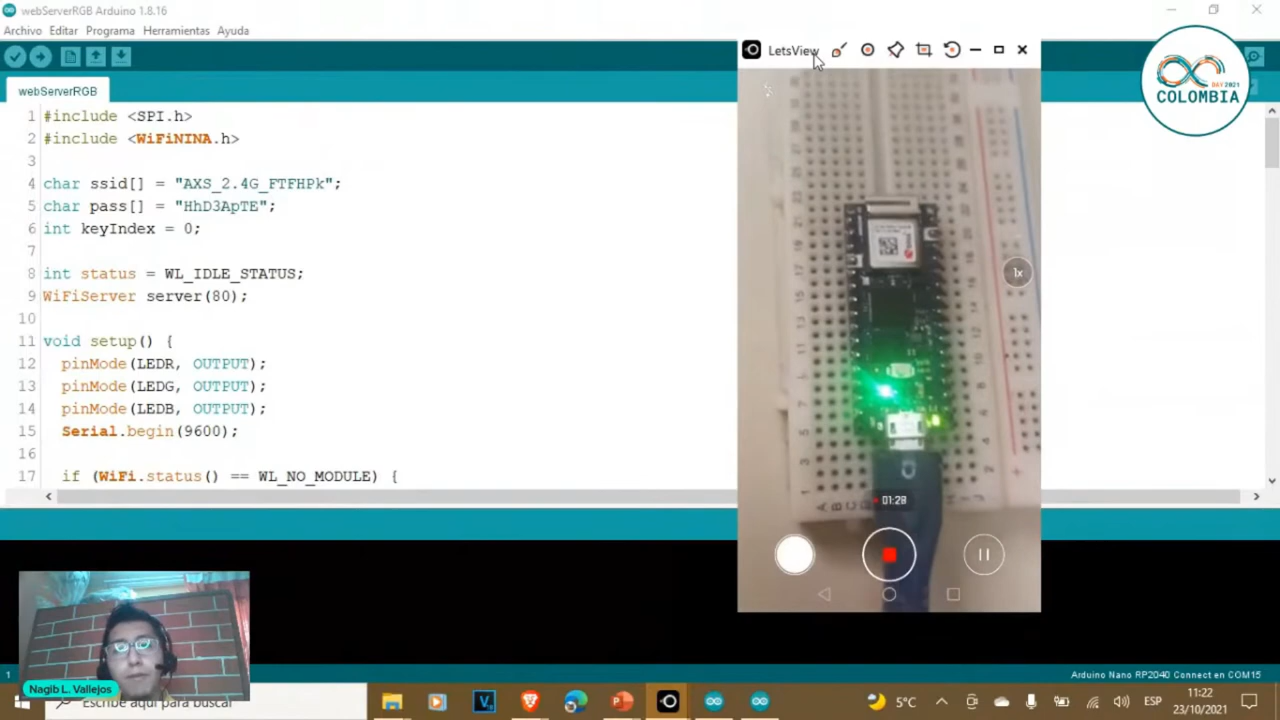 webServerRGB Arduino 1.8.16
Archivo Editar Programa Herramientas Ayuda
webServerRGB
1 #include <SPI.h>
2 #include <WiFiNINA.h>
3
4 char ssid[] = "AXS_2.4G_FTFHPk";
5 char pass[] = "HhD3ApTE";
6 int keyIndex = 0;
7
8 int status = WL_IDLE_STATUS;
9 WiFiServer server(80);
10
11 void setup() {
12 pinMode(LEDR, OUTPUT);
13 pinMode(LEDG, OUTPUT);
14 pinMode(LEDB, OUTPUT);
15 Serial.begin(9600);
16
17 if (WiFi.status() == WL_NO_MODULE) {
LetsView
1x
01:28
DAY 2021
COLOMBIA
Nagib L. Vallejos
1
Arduino Nano RP2040 Connect en COM15
Escribe aquí para buscar
5°C
ESP
11:22
23/10/2021